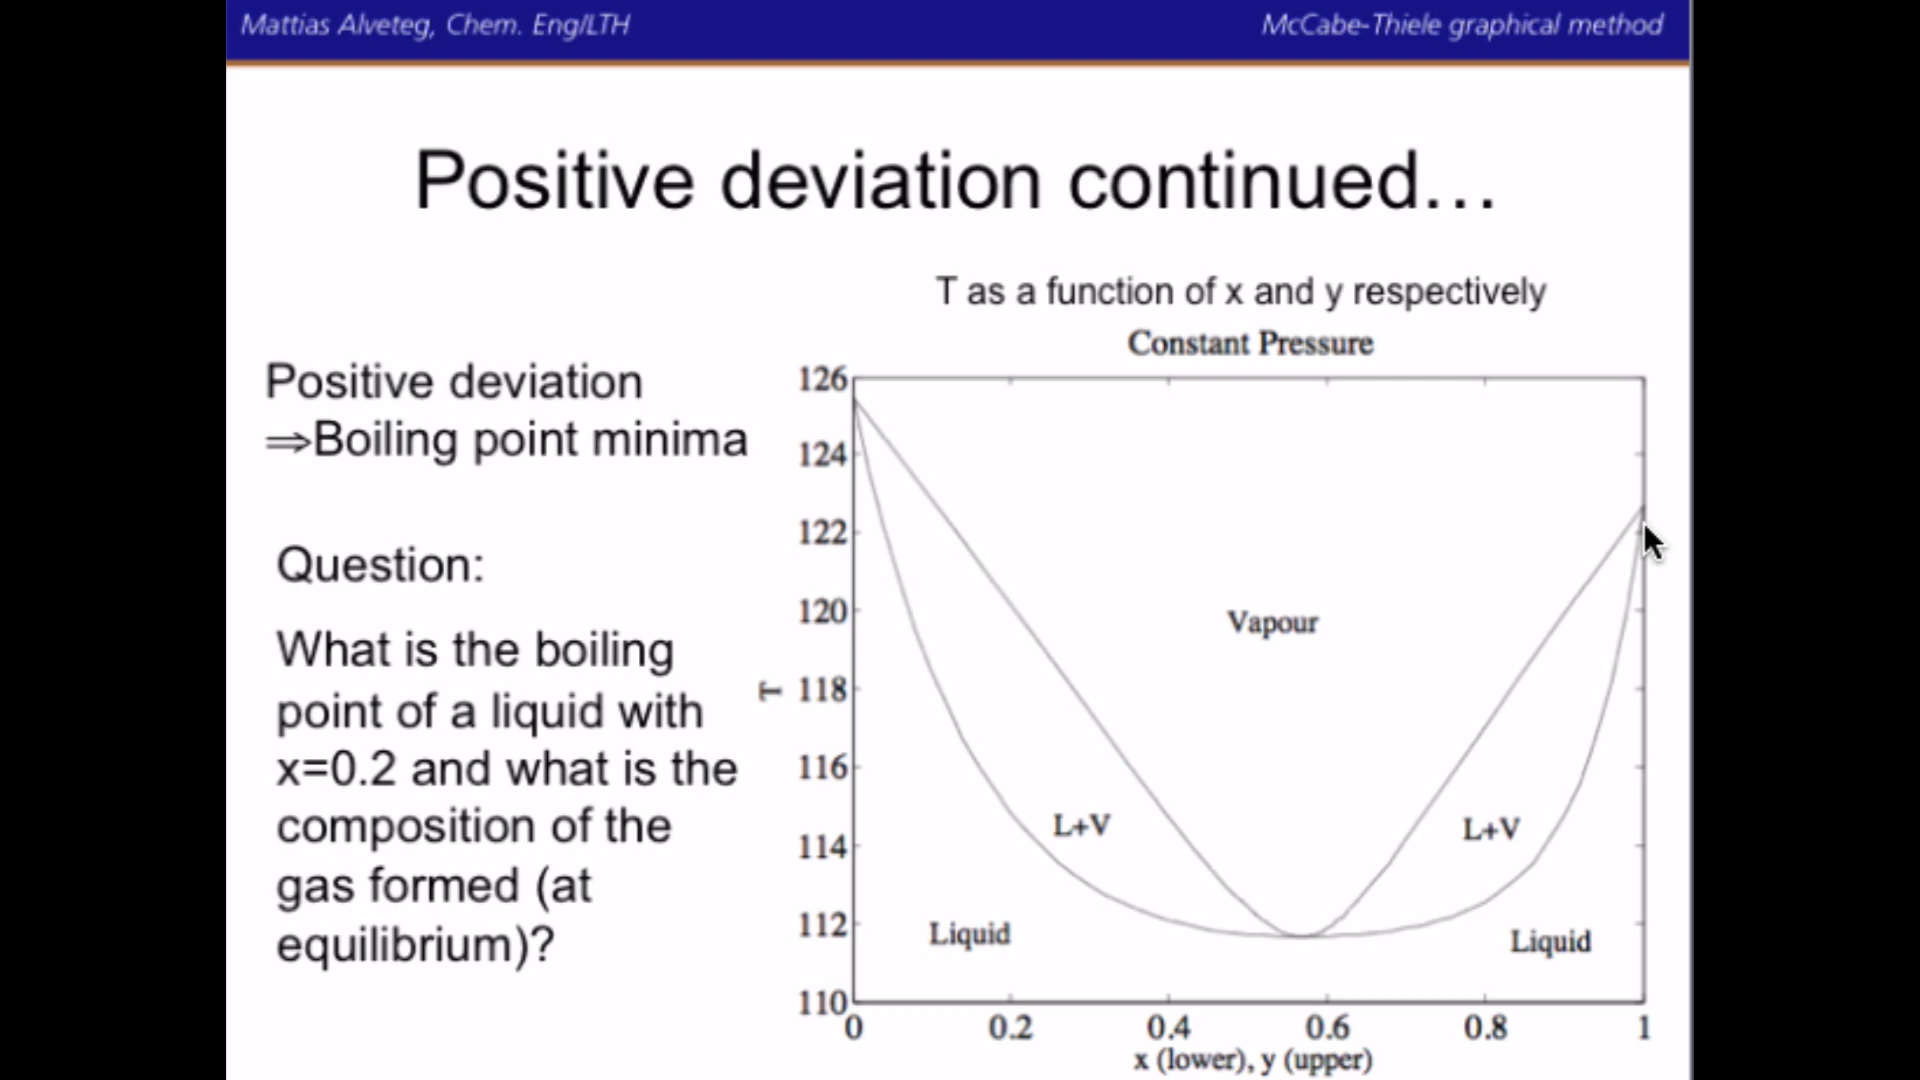 Mattias Alveteg, Chem. Eng/LTH
McCabe-Thiele graphical method
Positive deviation continued…
T as a function of x and y respectively
Constant Pressure
Positive deviation
⇒Boiling point minima
Question:
What is the boiling
point of a liquid with
x=0.2 and what is the
composition of the
gas formed (at
equilibrium)?
126
124
122
120
118
116
114
112
110
T
Vapour
L+V
L+V
Liquid
Liquid
0 0.2 0.4 0.6 0.8 1
x (lower), y (upper)